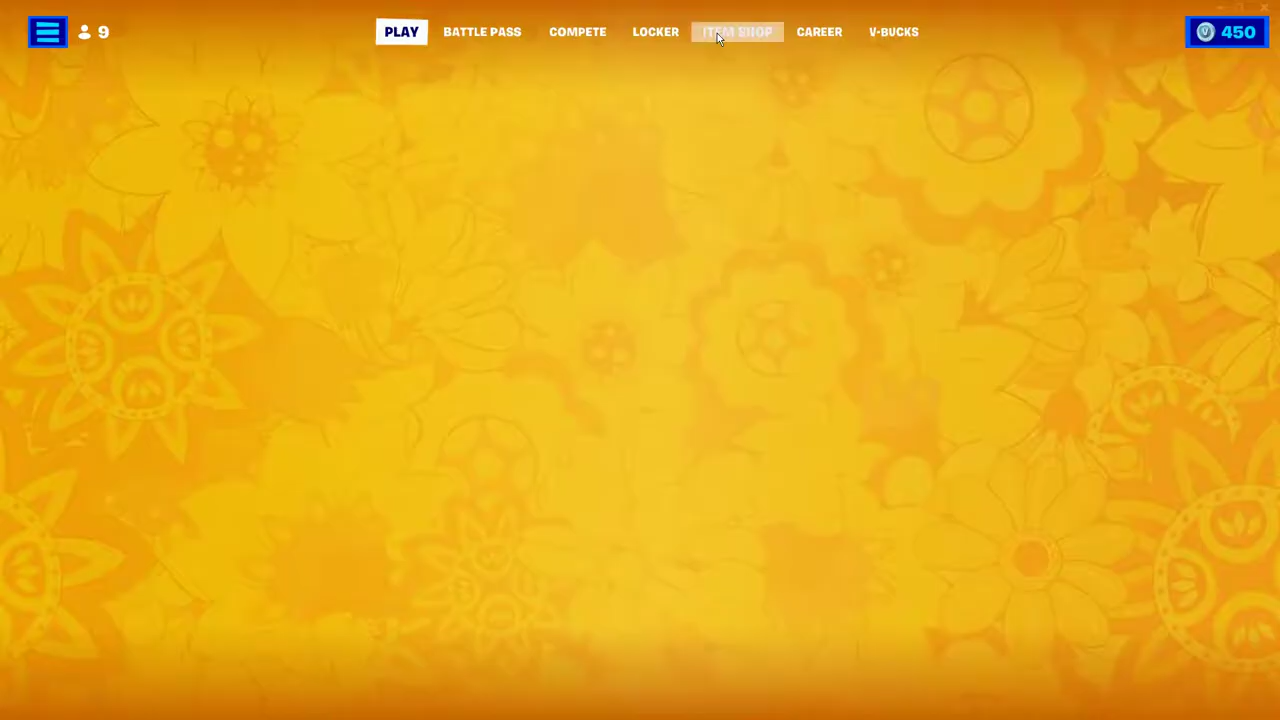 9
PLAY
BATTLE PASS
COMPETE
LOCKER
ITEM SHOP
CAREER
V-BUCKS
V 450